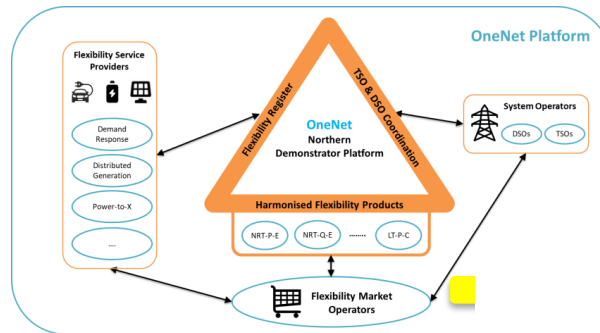 OneNet Platform
Flexibility Service
Providers
Demand
Response
Distributed
Generation
Power-to-X
....
Flexibility Register
TSO & DSO Coordination
OneNet
Northern
Demonstrator Platform
Harmonised Flexibility Products
NRT-P-E
NRT-Q-E
........
LT-P-C
System Operators
DSOs
TSOs
Flexibility Market
Operators